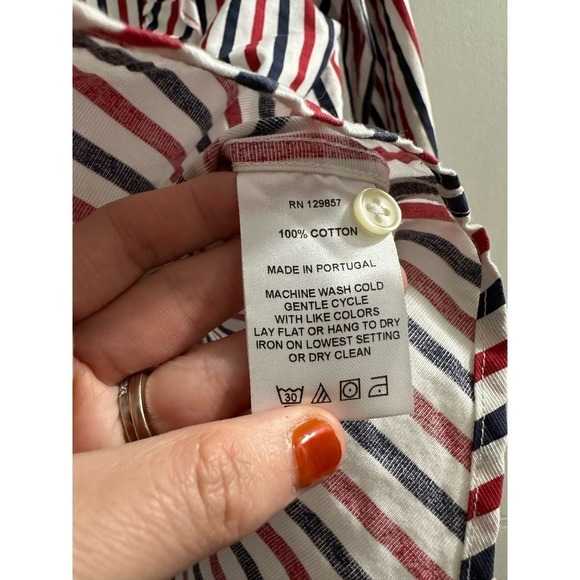 RN 129857
100% COTTON
MADE IN PORTUGAL
MACHINE WASH COLD
GENTLE CYCLE
WITH LIKE COLORS
LAY FLAT OR HANG TO DRY
IRON ON LOWEST SETTING
OR DRY CLEAN
30